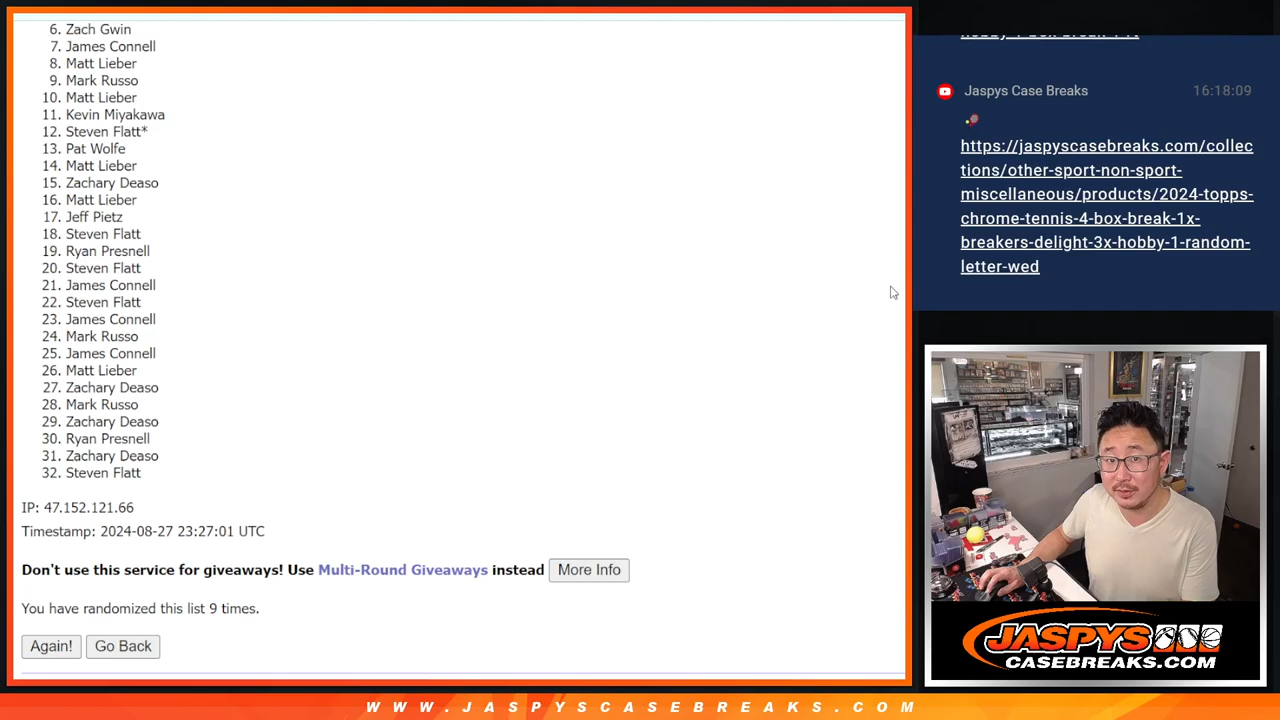 6. Zach Gwin
7. James Connell
8. Matt Lieber
9. Mark Russo
10. Matt Lieber
11. Kevin Miyakawa
12. Steven Flatt*
13. Pat Wolfe
14. Matt Lieber
15. Zachary Deaso
16. Matt Lieber
17. Jeff Pietz
18. Steven Flatt
19. Ryan Presnell
20. Steven Flatt
21. James Connell
22. Steven Flatt
23. James Connell
24. Mark Russo
25. James Connell
26. Matt Lieber
27. Zachary Deaso
28. Mark Russo
29. Zachary Deaso
30. Ryan Presnell
31. Zachary Deaso
32. Steven Flatt
IP: 47.152.121.66
Timestamp: 2024-08-27 23:27:01 UTC
Don't use this service for giveaways! Use Multi-Round Giveaways instead More Info
You have randomized this list 9 times.
Again! Go Back
Jaspys Case Breaks 16:18:09
https://jaspyscasebreaks.com/collec
tions/other-sport-non-sport-
miscellaneous/products/2024-topps-
chrome-tennis-4-box-break-1x-
breakers-delight-3x-hobby-1-random-
letter-wed
JASPYS
CASEBREAKS.COM
WWW.JASPYSCASEBREAKS.COM